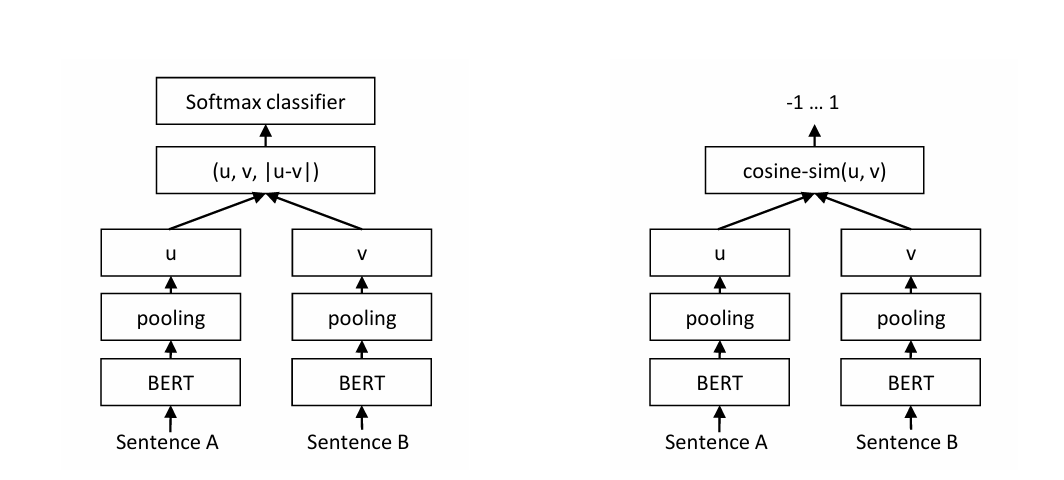 Softmax classifier
(u, v, |u-v|)
u
v
pooling
pooling
BERT
BERT
Sentence A
Sentence B
-1 … 1
cosine-sim(u, v)
u
v
pooling
pooling
BERT
BERT
Sentence A
Sentence B